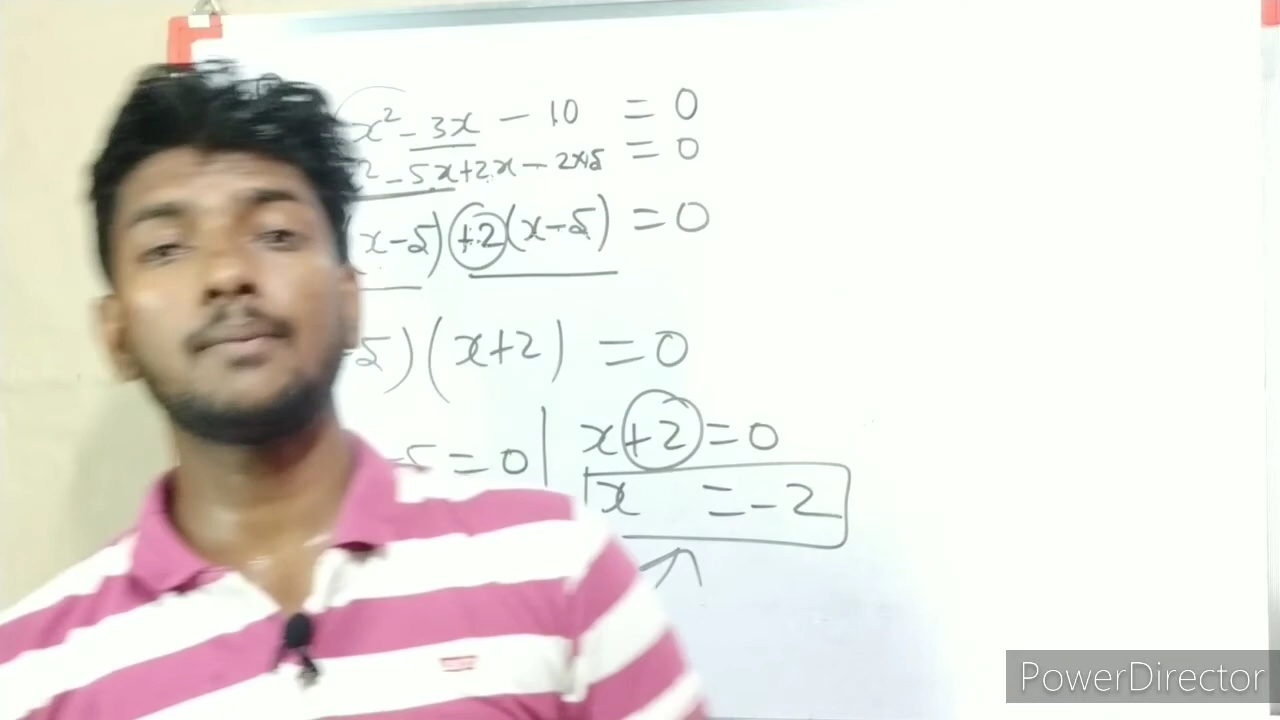 x² - 3x - 10 = 0
² - 5x + 2x - 2×5 = 0
(x-5) +2 (x-5) = 0
-5) (x+2) = 0
-5 = 0 | x+2 = 0
x = -2
PowerDirector